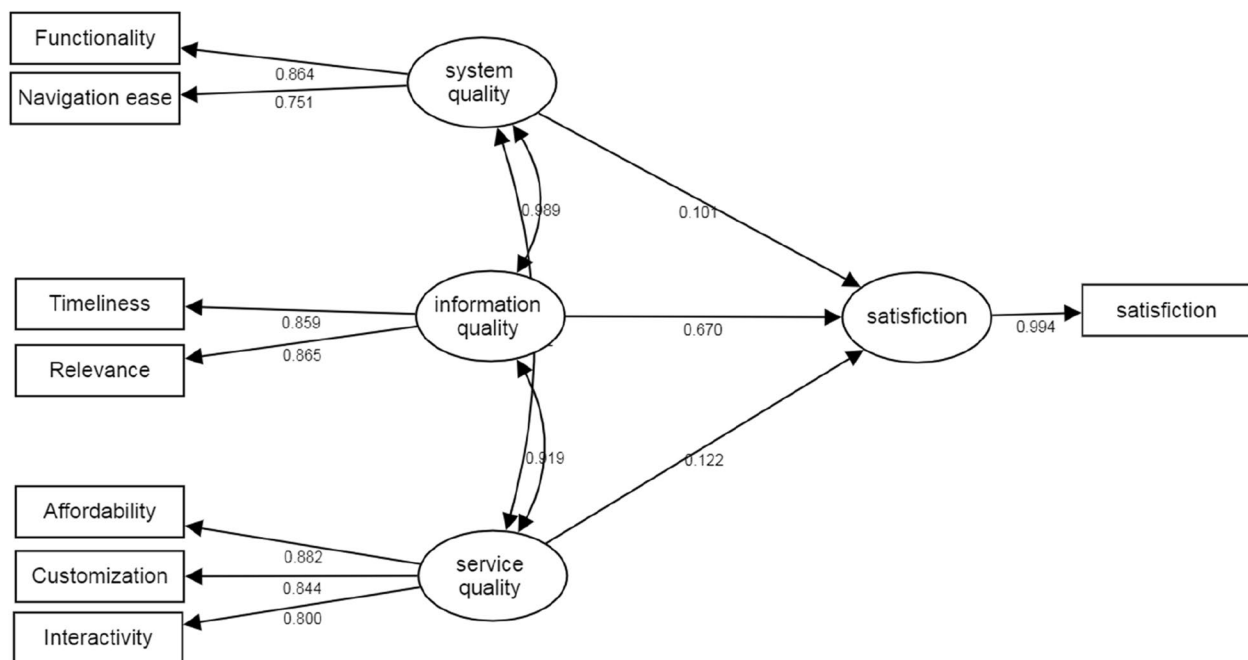 Functionality
Navigation ease
0.864
0.751
system
quality
0.989
0.101
Timeliness
Relevance
0.859
0.865
information
quality
0.670
satisfiction
0.994
satisfiction
0.919
0.122
Affordability
Customization
Interactivity
0.882
0.844
0.800
service
quality